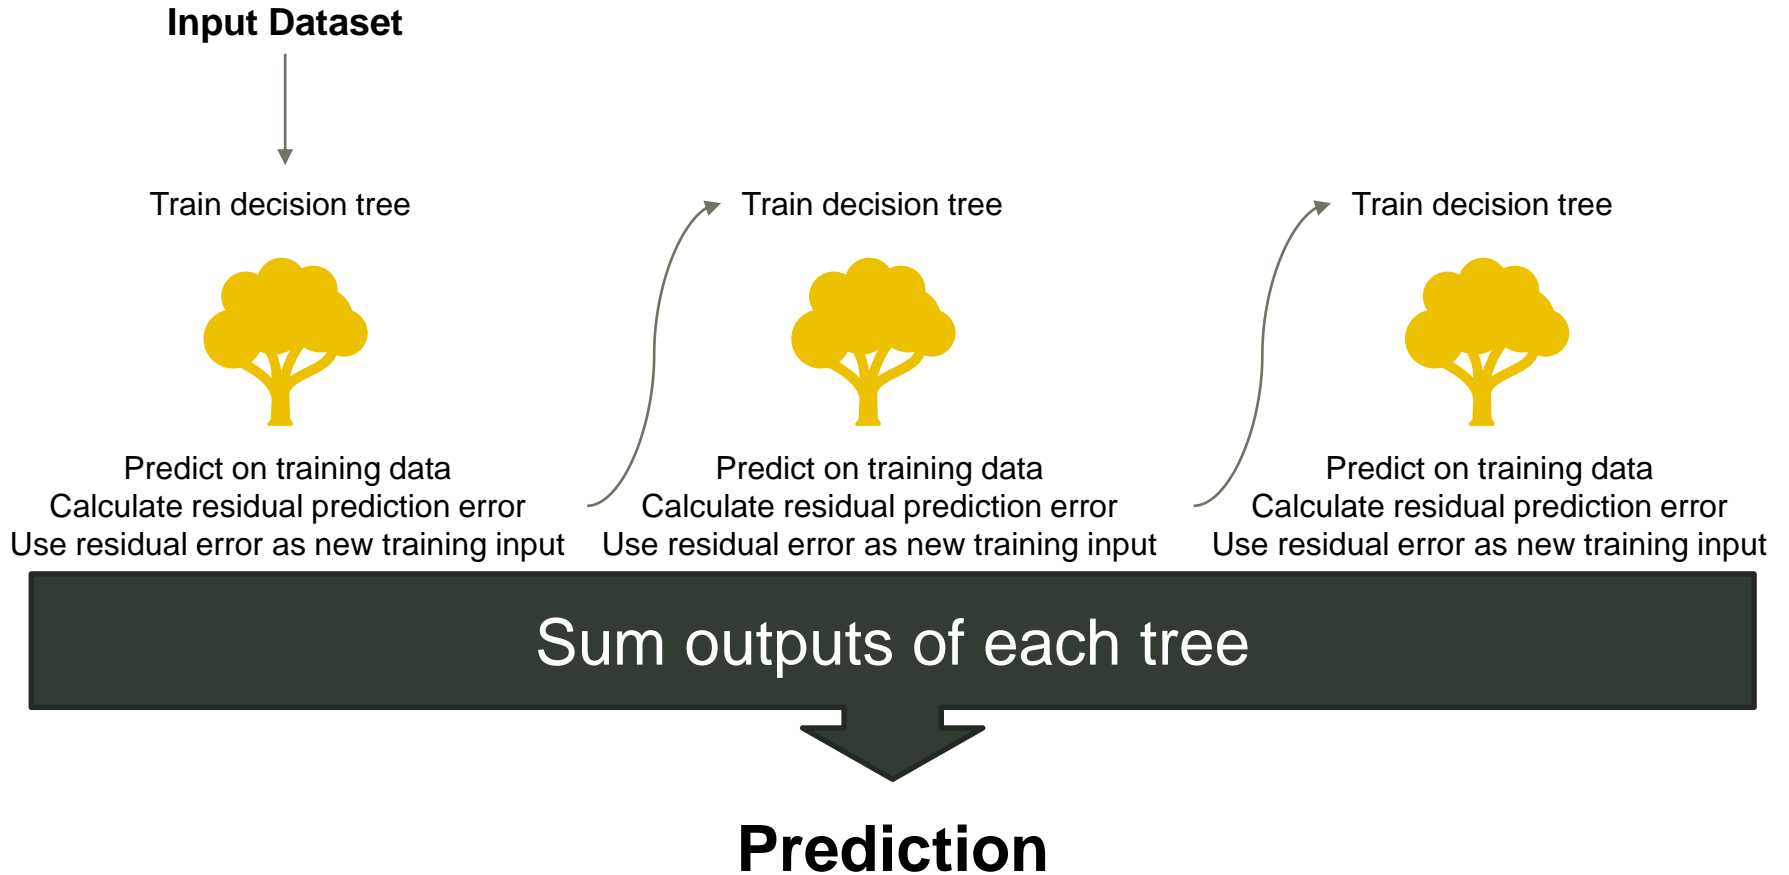 Input Dataset
Train decision tree
Predict on training data
Calculate residual prediction error
Use residual error as new training input
Train decision tree
Predict on training data
Calculate residual prediction error
Use residual error as new training input
Train decision tree
Predict on training data
Calculate residual prediction error
Use residual error as new training input
Sum outputs of each tree
Prediction